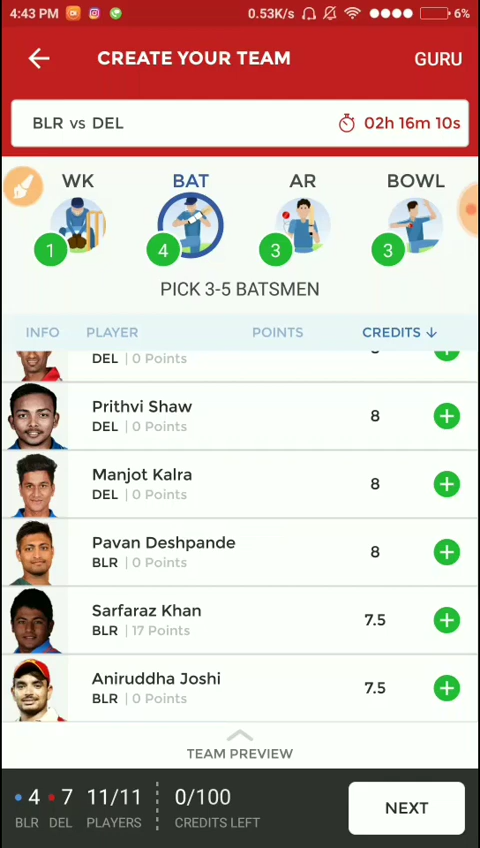 4:43 PM 0.53K/s 6%
CREATE YOUR TEAM GURU
BLR vs DEL 02h 16m 10s
WK BAT AR BOWL
1 4 3 3
PICK 3-5 BATSMEN
INFO PLAYER POINTS CREDITS ↓
DEL | 0 Points
Prithvi Shaw
DEL | 0 Points 8
Manjot Kalra
DEL | 0 Points 8
Pavan Deshpande
BLR | 0 Points 8
Sarfaraz Khan
BLR | 17 Points 7.5
Aniruddha Joshi
BLR | 0 Points 7.5
TEAM PREVIEW
4 7 11/11 0/100 NEXT
BLR DEL PLAYERS CREDITS LEFT